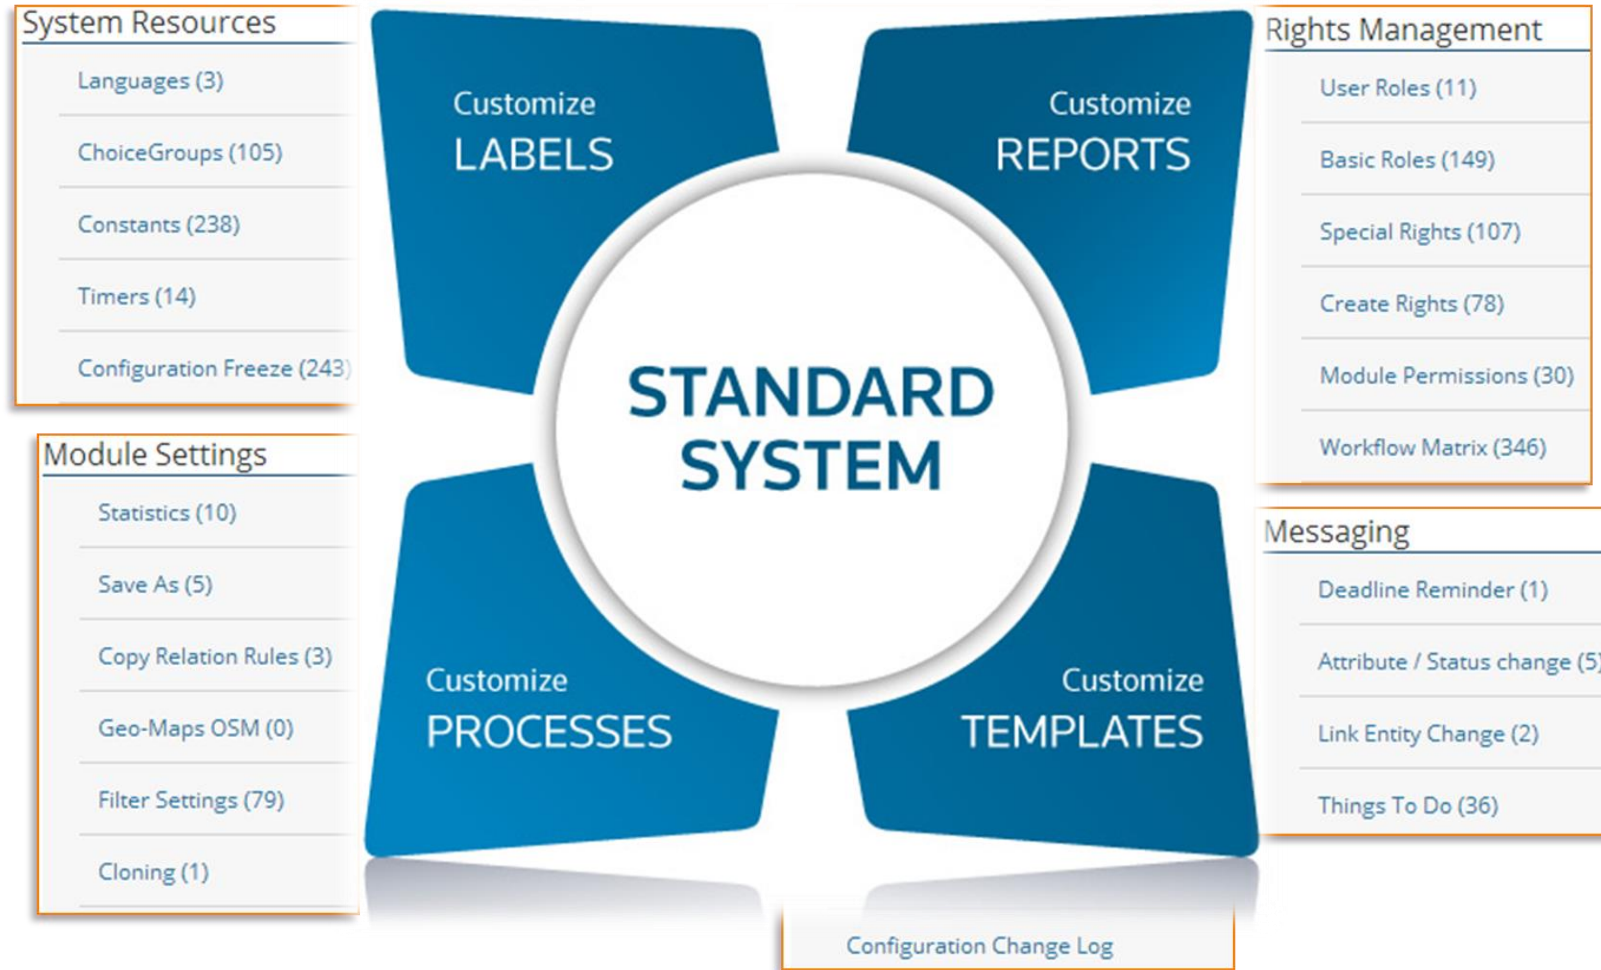 System Resources
Languages (3)
ChoiceGroups (105)
Constants (238)
Timers (14)
Configuration Freeze (243)
Module Settings
Statistics (10)
Save As (5)
Copy Relation Rules (3)
Geo-Maps OSM (0)
Filter Settings (79)
Cloning (1)
Customize
LABELS
Customize
REPORTS
STANDARD
SYSTEM
Customize
PROCESSES
Customize
TEMPLATES
Rights Management
User Roles (11)
Basic Roles (149)
Special Rights (107)
Create Rights (78)
Module Permissions (30)
Workflow Matrix (346)
Messaging
Deadline Reminder (1)
Attribute / Status change (5)
Link Entity Change (2)
Things To Do (36)
Configuration Change Log